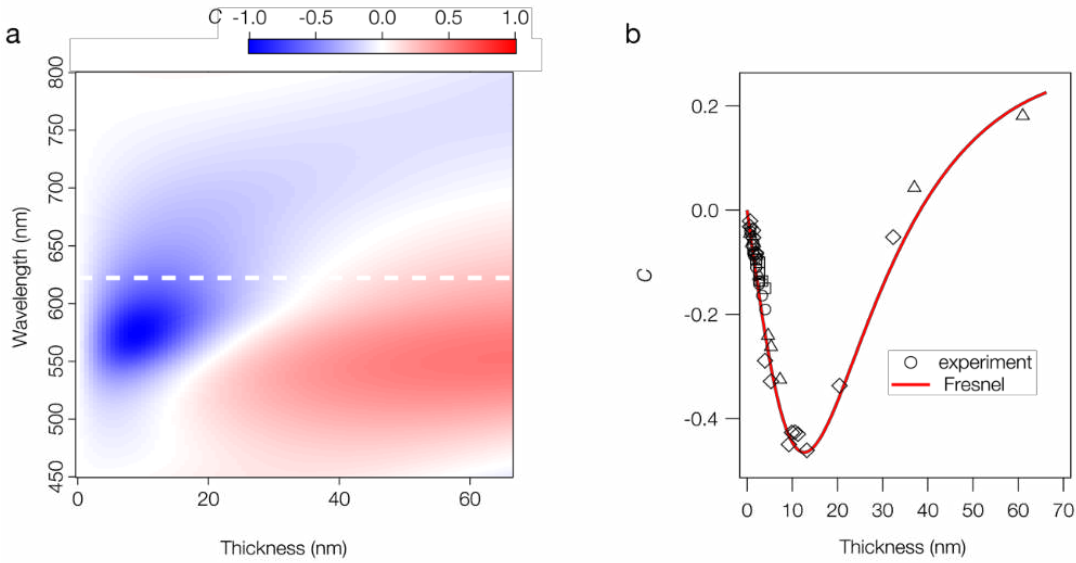 a
C -1.0 -0.5 0.0 0.5 1.0
800
750
700
650
600
550
500
450
Wavelength (nm)
0 20 40 60
Thickness (nm)
b
0.2
0.0
-0.2
-0.4
C
experiment
Fresnel
0 10 20 30 40 50 60 70
Thickness (nm)